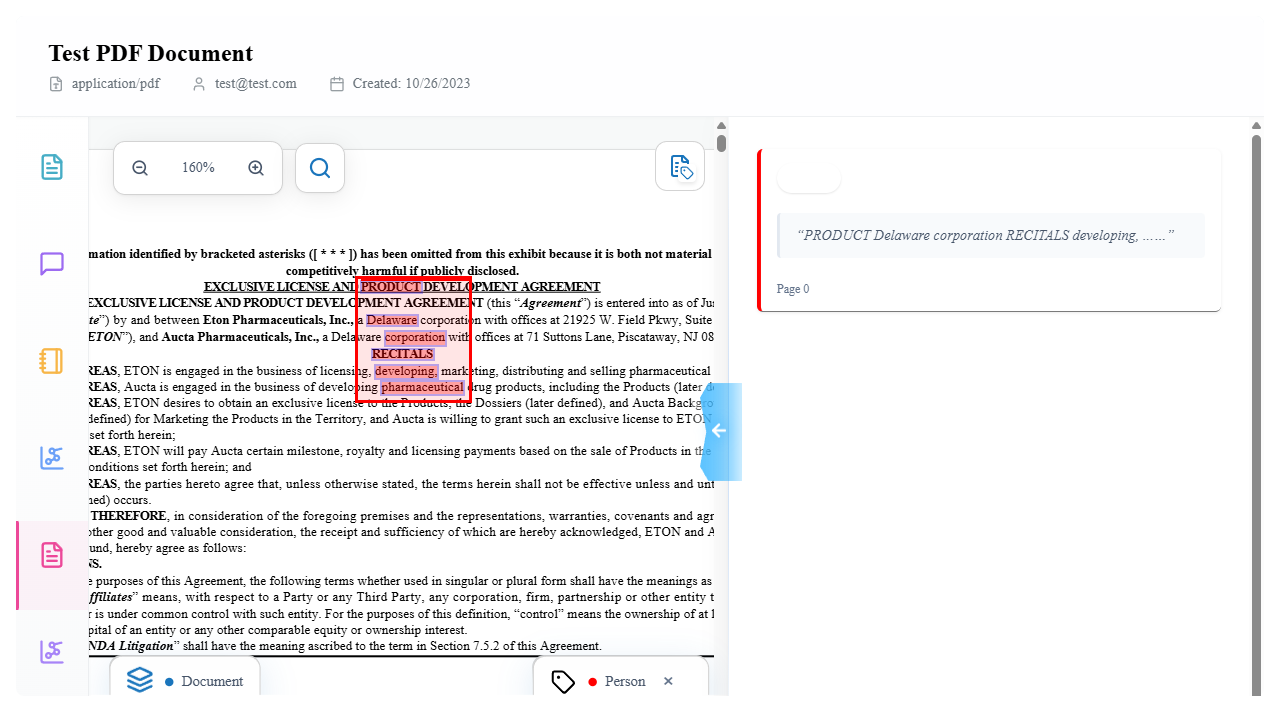 Test PDF Document
application/pdf test@test.com Created: 10/26/2023
160%
mation identified by bracketed asterisks ([ * * * ]) has been omitted from this exhibit because it is both not material
competitively harmful if publicly disclosed.
EXCLUSIVE LICENSE AND PRODUCT DEVELOPMENT AGREEMENT
EXCLUSIVE LICENSE AND PRODUCT DEVELOPMENT AGREEMENT (this “Agreement”) is entered into as of
te”) by and between Eton Pharmaceuticals, Inc., a Delaware corporation with offices at 21925 W. Field Pkwy, Suite
ETON”), and Aucta Pharmaceuticals, Inc., a Delaware corporation with offices at 71 Suttons Lane, Piscataway, NJ 08
RECITALS
REAS, ETON is engaged in the business of licensing, developing, marketing, distributing and selling pharmaceutical
REAS, Aucta is engaged in the business of developing pharmaceutical drug products, including the Products (later
REAS, ETON desires to obtain an exclusive license to the Products, the Dossiers (later defined), and Aucta
defined) for Marketing the Products in the Territory, and Aucta is willing to grant such an exclusive license to ETON
set forth herein;
REAS, ETON will pay Aucta certain milestone, royalty and licensing payments based on the sale of Products in the
onditions set forth herein; and
REAS, the parties hereto agree that, unless otherwise stated, the terms herein shall not be effective unless and
ned) occurs.
THEREFORE, in consideration of the foregoing premises and the representations, warranties, covenants and agr
other good and valuable consideration, the receipt and sufficiency of which are hereby acknowledged, ETON and A
und, hereby agree as follows:
NS.
e purposes of this Agreement, the following terms whether used in singular or plural form shall have the meanings as
ffiliates” means, with respect to a Party or any Third Party, any corporation, firm, partnership or other entity t
r is under common control with such entity. For the purposes of this definition, “control” means the ownership of at
pital of an entity or any other comparable equity or ownership interest.
NDA Litigation” shall have the meaning ascribed to the term in Section 7.5.2 of this Agreement.
Document
Person
“PRODUCT Delaware corporation RECITALS developing, ……”
Page 0